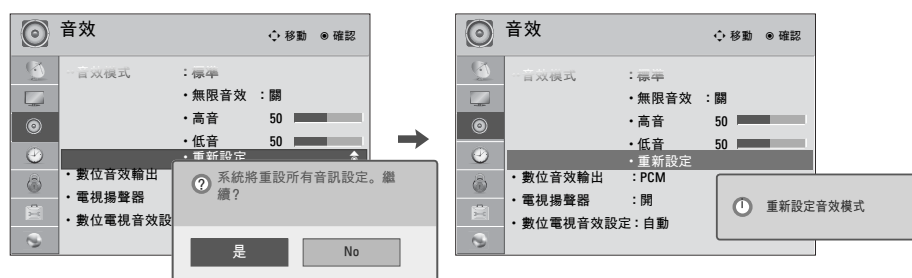 音效
移動 ◉ 確認
•音效模式 : 標準
•無限音效 : 關
•高音 50
•低音 50
•重新設定
•數位音效輸出
•電視揚聲器
•數位電視音效設
系統將重設所有音訊設定。繼
續?
是 No
音效
移動 ◉ 確認
•音效模式 : 標準
•無限音效 : 關
•高音 50
•低音 50
•重新設定
•數位音效輸出 : PCM
•電視揚聲器 : 開
•數位電視音效設定 : 自動
重新設定音效模式